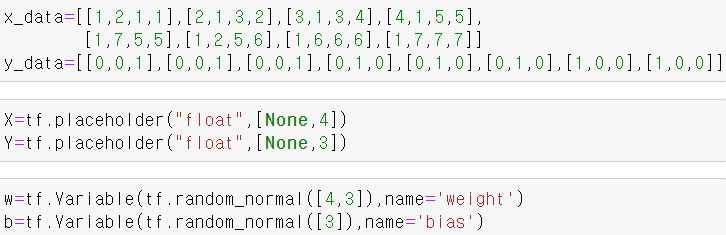 x_data=[[1,2,1,1],[2,1,3,2],[3,1,3,4],[4,1,5,5],
[1,7,5,5],[1,2,5,6],[1,6,6,6],[1,7,7,7]]
y_data=[[0,0,1],[0,0,1],[0,0,1],[0,1,0],[0,1,0],[0,1,0],[1,0,0],[1,0,0]]
X=tf.placeholder("float",[None,4])
Y=tf.placeholder("float",[None,3])
w=tf.Variable(tf.random_normal([4,3]),name='weight')
b=tf.Variable(tf.random_normal([3]),name='bias')